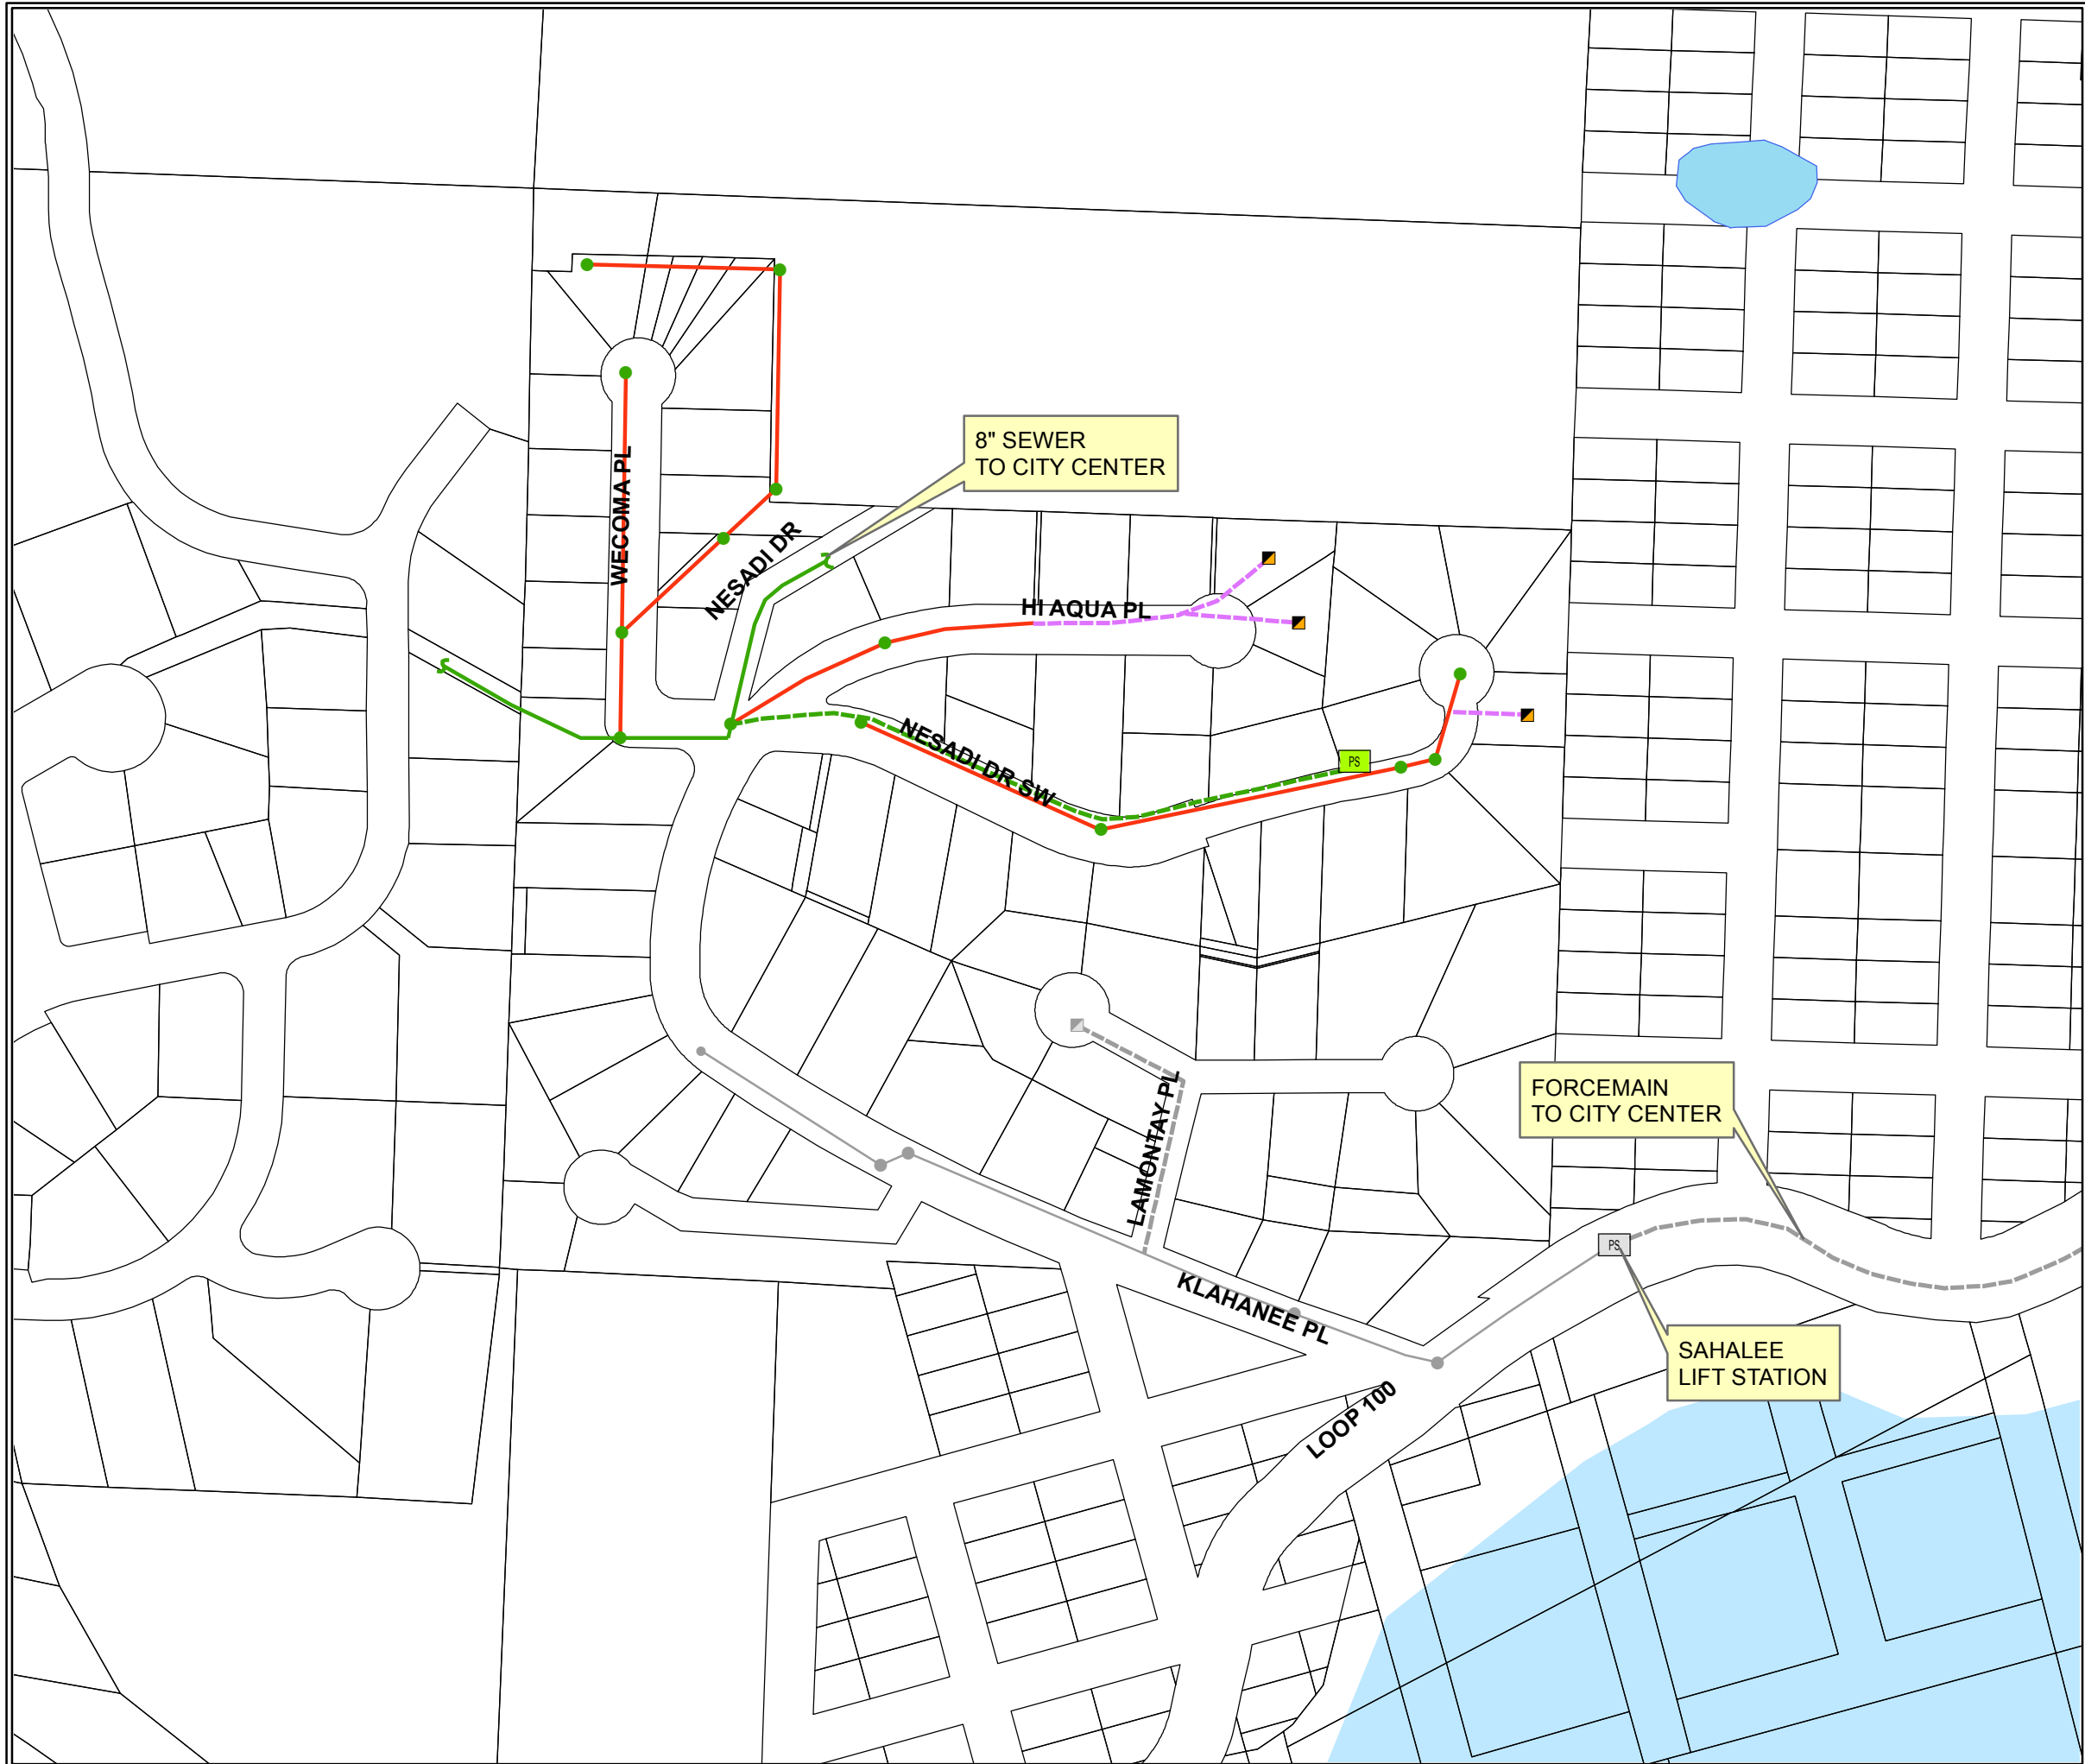 8" SEWER
TO CITY CENTER
WECOMA PL
NESADI DR
HI AQUA PL
NESADI DR SW
PS
LAMONTAY PL
FORCEMAIN
TO CITY CENTER
PS
KLAHANEE PL
SAHALEE
LIFT STATION
LOOP 100